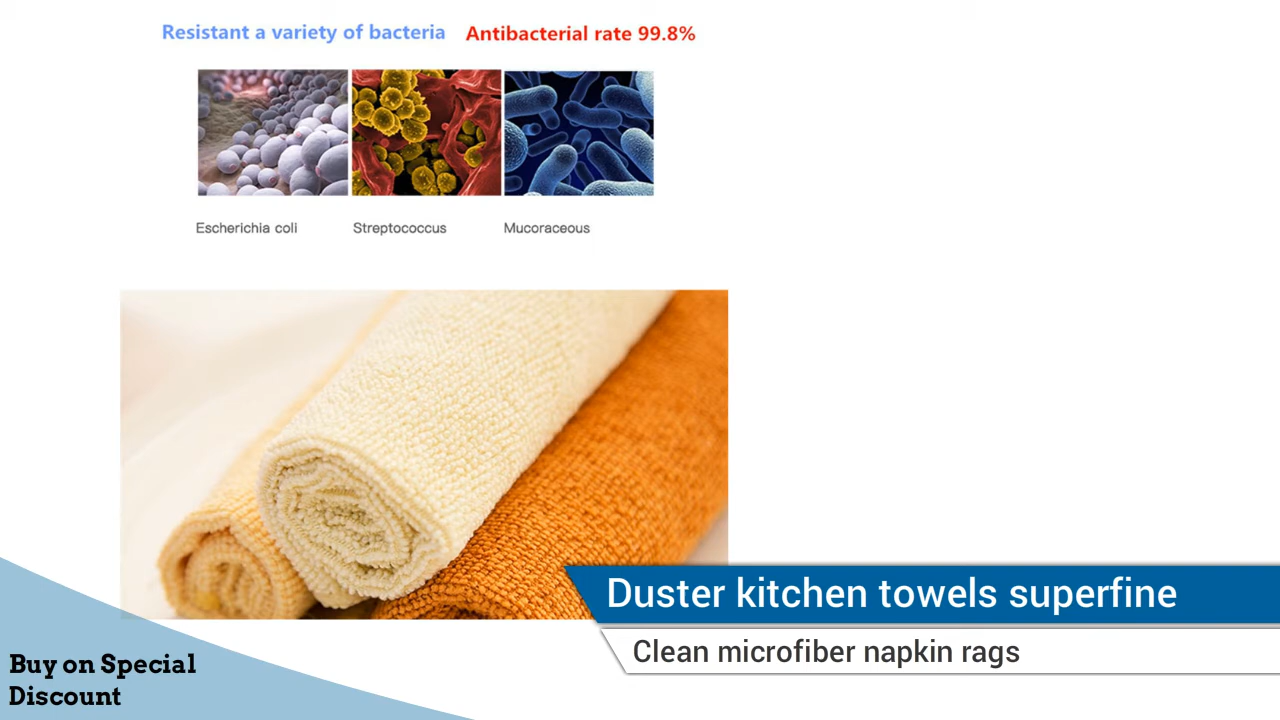 Resistant a variety of bacteria Antibacterial rate 99.8%
Escherichia coli Streptococcus Mucoraceous
Duster kitchen towels superfine
Clean microfiber napkin rags
Buy on Special
Discount